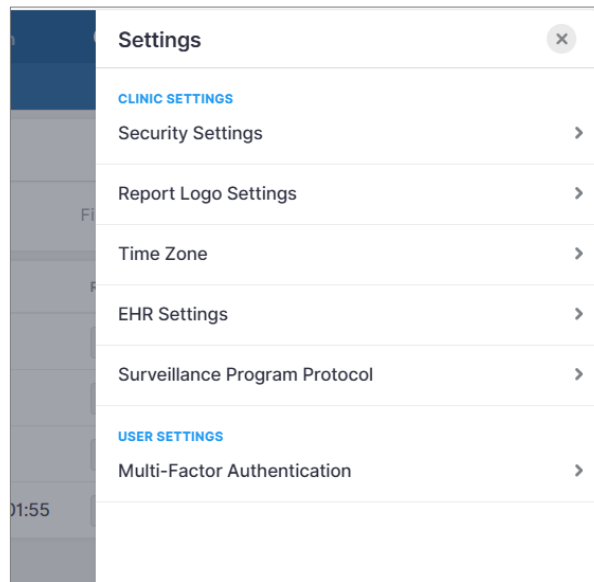 Settings
CLINIC SETTINGS
Security Settings
Report Logo Settings
Fi
Time Zone
EHR Settings
Surveillance Program Protocol
USER SETTINGS
Multi-Factor Authentication
01:55